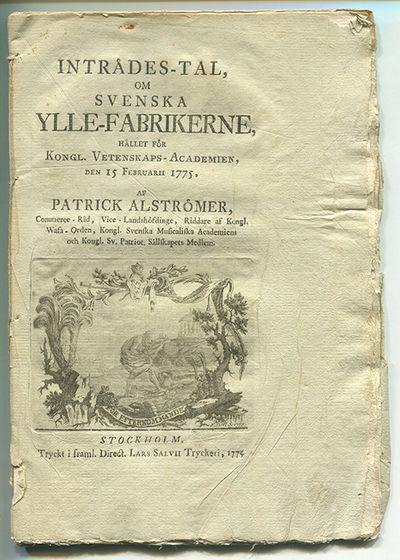 INTRÅDES-TAL,
OM
SVENSKA
YLLE-FABRIKERNE,
HÅLLET FÖR
KONGL. VETENSKAPS-ACADEMIEN,
DEN 15 FEBRUARII 1775,
AF
PATRICK ALSTRÖMER,
Commerce-Råd, Vice-Landshöfdinge, Riddare af Kongl.
Wasa-Orden, Kongl. Svenska Musicaliska Academiens
och Kongl. Sv. Patriot. Sällskapets Medlem.
FÖR EFTERKOMMANDE
STOCKHOLM,
Tryckt i framl. Direct. LARS SALVII Tryckeri, 1775